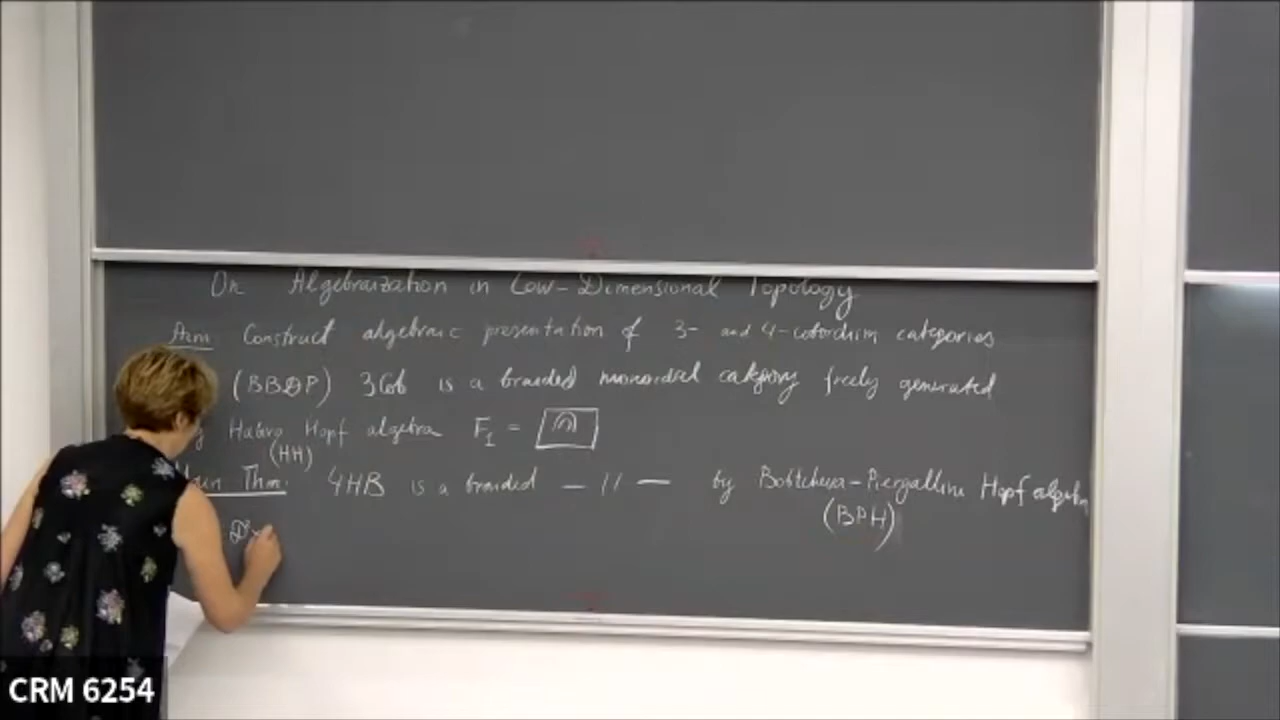 On Algebraization in Low-Dimensional Topology
Aim Construct algebraic presentation of 3- and 4-cobordism categories
(BBDP) 3Cob is a braided monoidal category freely generated
Habiro Hopf algebra F₁ =
(HH)
Thm. 4HB is a braided — // — by Bobtcheva-Piergallini Hopf algebra
(BPH)
CRM 6254